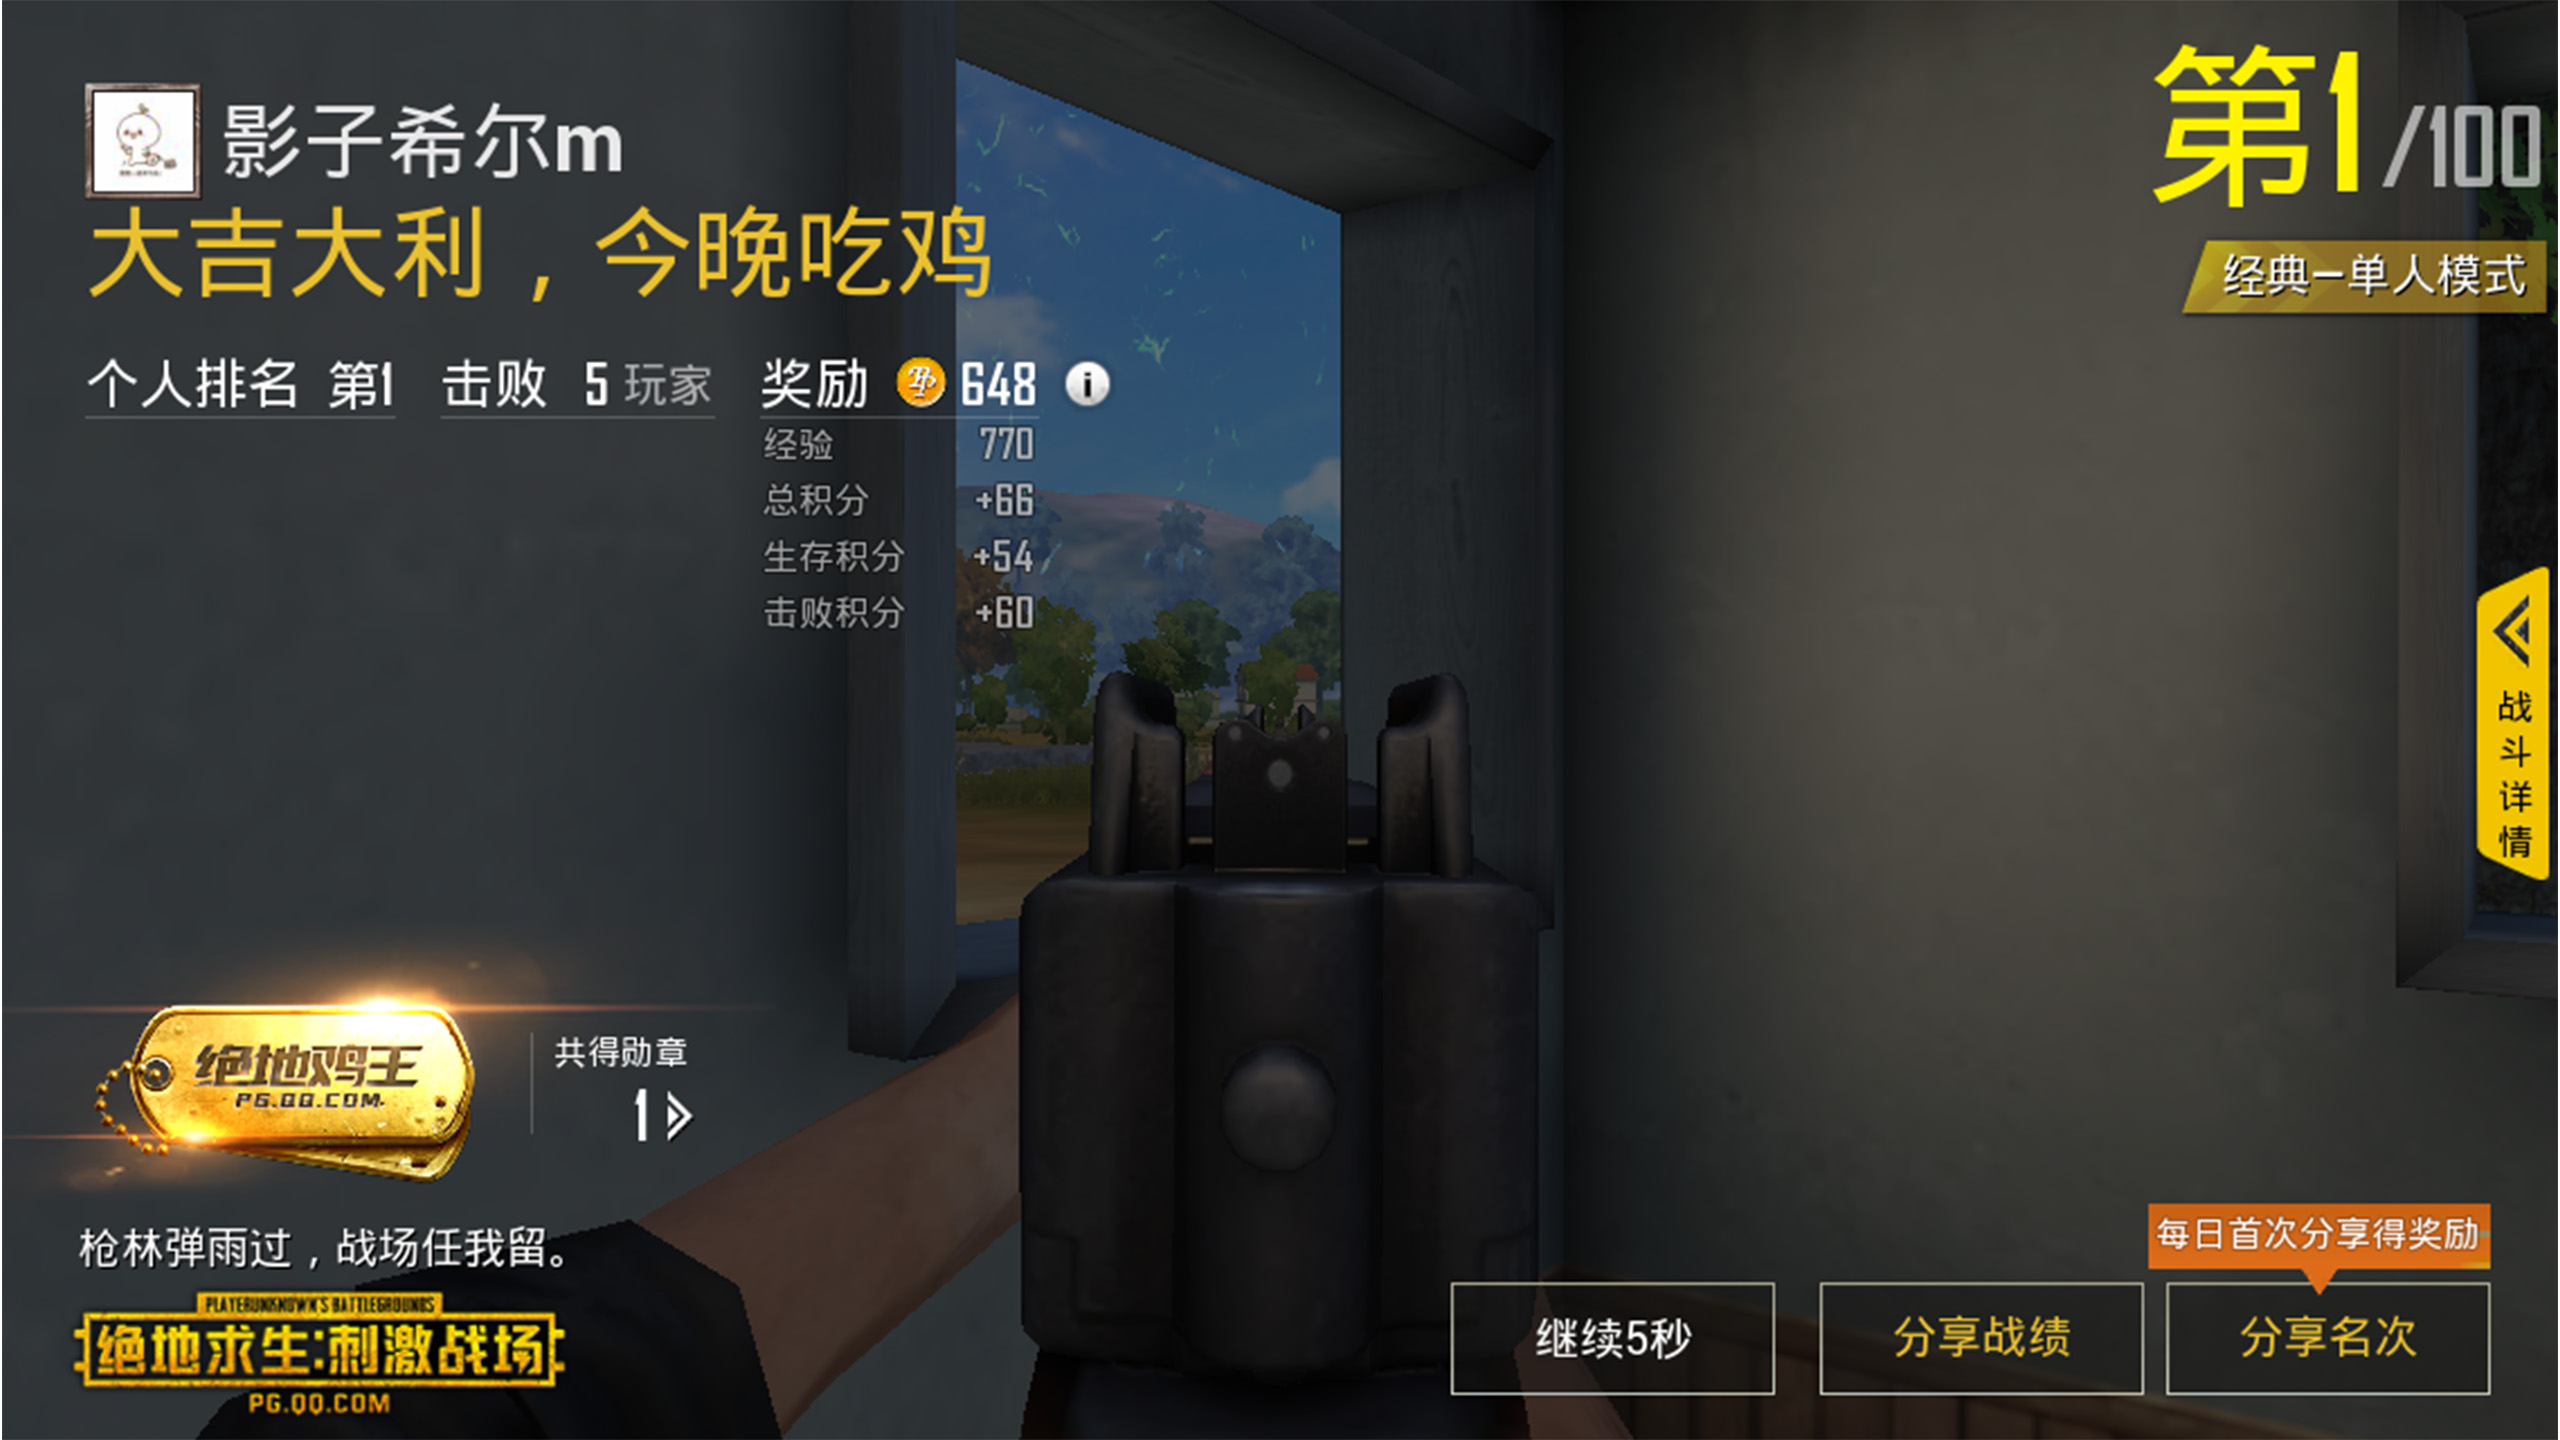 影子希尔m
大吉大利，今晚吃鸡
第1/100
经典-单人模式
个人排名 第1 击败 5 玩家 奖励 648
经验 770
总积分 +66
生存积分 +54
击败积分 +60
战斗详情
绝地鸡王
PG.QQ.COM
共得勋章
1
枪林弹雨过，战场任我留。
PLAYERUNKNOWN'S BATTLEGROUNDS
绝地求生:刺激战场
PG.QQ.COM
每日首次分享得奖励
继续5秒 分享战绩 分享名次